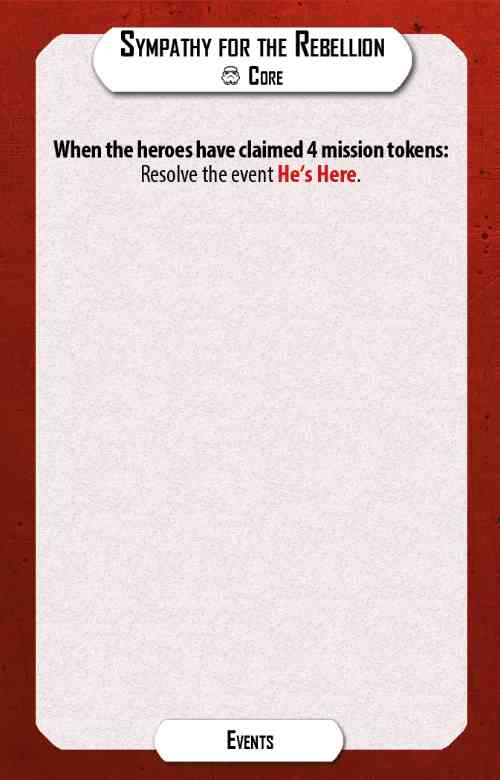 Sympathy for the Rebellion
Core
When the heroes have claimed 4 mission tokens:
Resolve the event He's Here.
Events